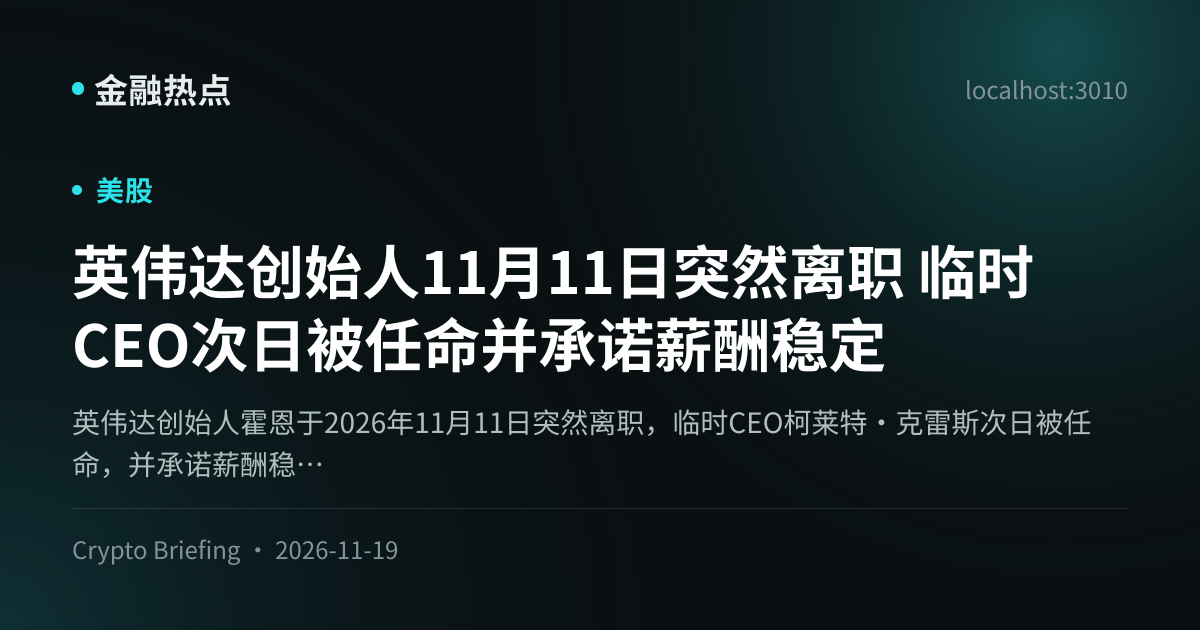 金融热点
localhost:3010
美股
英伟达创始人11月11日突然离职 临时
CEO次日被任命并承诺薪酬稳定
英伟达创始人霍恩于2026年11月11日突然离职，临时CEO柯莱特·克雷斯次日被任
命，并承诺薪酬稳…
Crypto Briefing · 2026-11-19